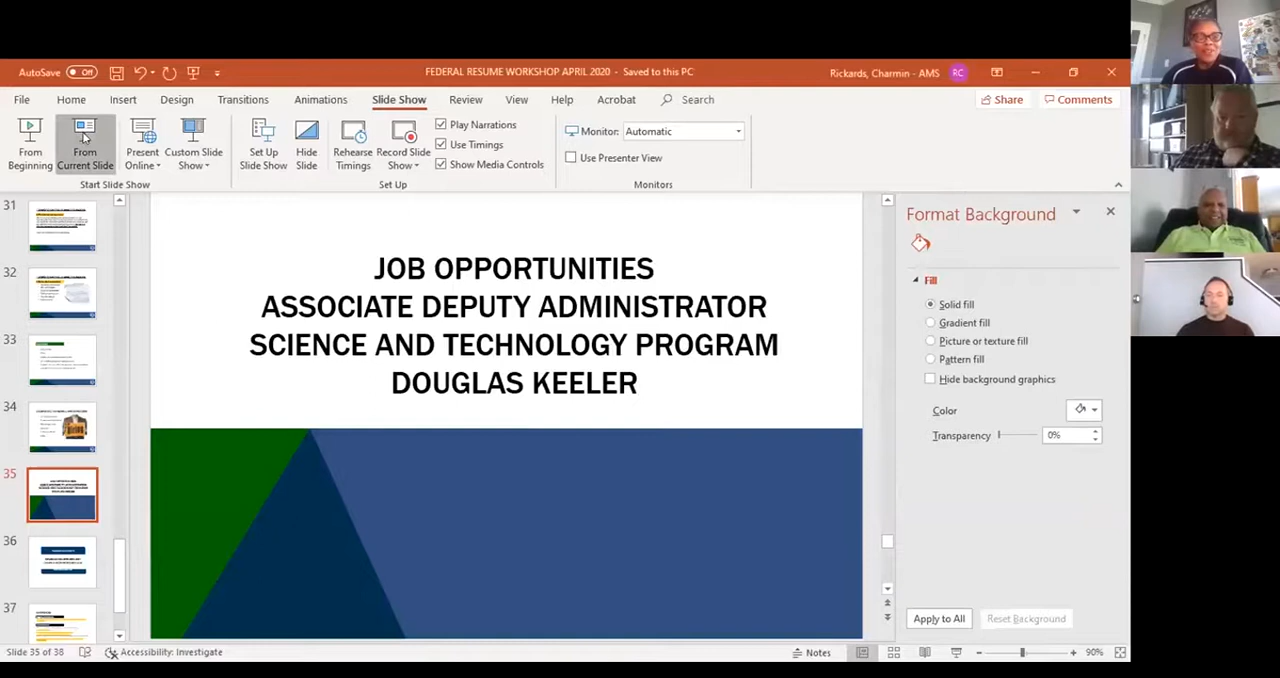 AutoSave Off
FEDERAL RESUME WORKSHOP APRIL 2020 - Saved to this PC
Rickards, Charmin - AMS RC
File Home Insert Design Transitions Animations Slide Show Review View Help Acrobat Search Share Comments
From Beginning
From Current Slide
Present Online
Custom Slide Show
Set Up Slide Show
Hide Slide
Rehearse Timings
Record Slide Show
Play Narrations
Use Timings
Show Media Controls
Monitor: Automatic
Use Presenter View
Start Slide Show
Set Up
Monitors
31
32
33
34
35
36
37
JOB OPPORTUNITIES
ASSOCIATE DEPUTY ADMINISTRATOR
SCIENCE AND TECHNOLOGY PROGRAM
DOUGLAS KEELER
Format Background
Fill
Solid fill
Gradient fill
Picture or texture fill
Pattern fill
Hide background graphics
Color
Transparency 0%
Apply to All Reset Background
Slide 35 of 38 Accessibility: Investigate Notes 90%